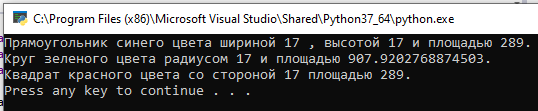 C:\Program Files (x86)\Microsoft Visual Studio\Shared\Python37_64\python.exe
Прямоугольник синего цвета шириной 17 , высотой 17 и площадью 289.
Круг зеленого цвета радиусом 17 и площадью 907.9202768874503.
Квадрат красного цвета со стороной 17 площадью 289.
Press any key to continue . . .